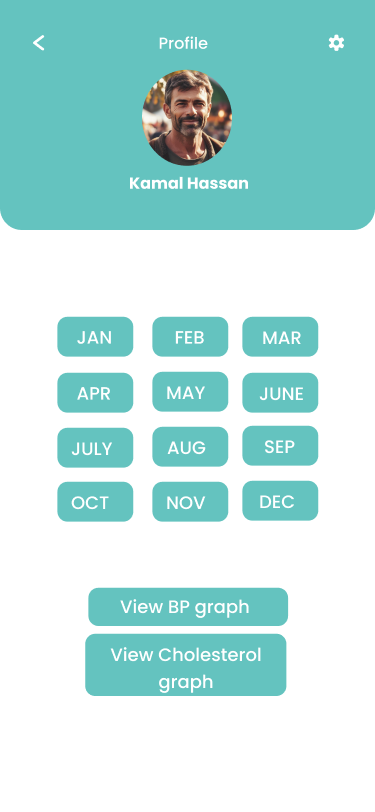 Profile
Kamal Hassan
JAN FEB MAR
APR MAY JUNE
JULY AUG SEP
OCT NOV DEC
View BP graph
View Cholesterol
graph